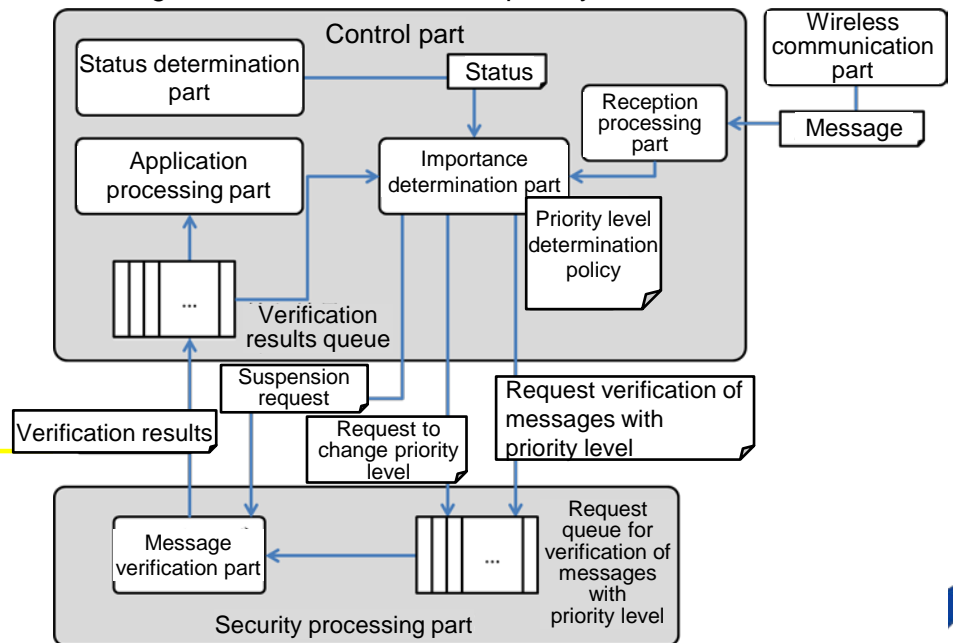 Control part
Wireless
communication
part
Status determination
part
Status
Reception
processing
part
Message
Application
processing part
Importance
determination part
Priority level
determination
policy
...
Verification
results queue
Suspension
request
Request verification of
messages with
priority level
Verification results
Request to
change priority
level
Message
verification part
...
Request
queue for
verification of
messages
with
priority level
Security processing part